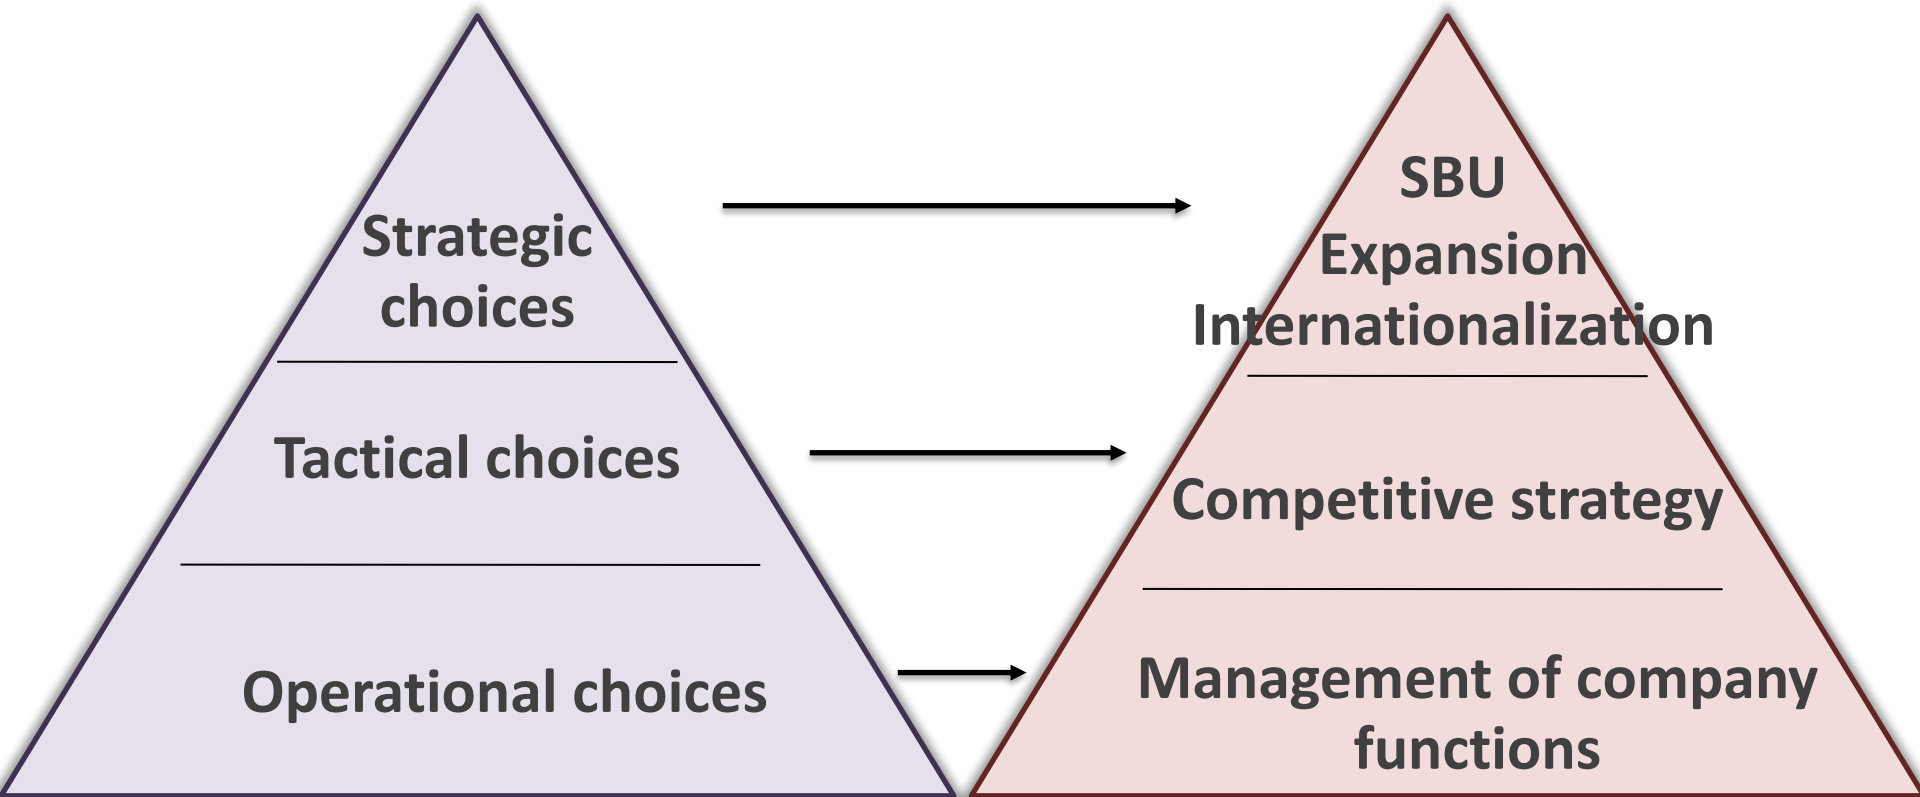 Strategic
choices
Tactical choices
Operational choices
SBU
Expansion
Internationalization
Competitive strategy
Management of company
functions